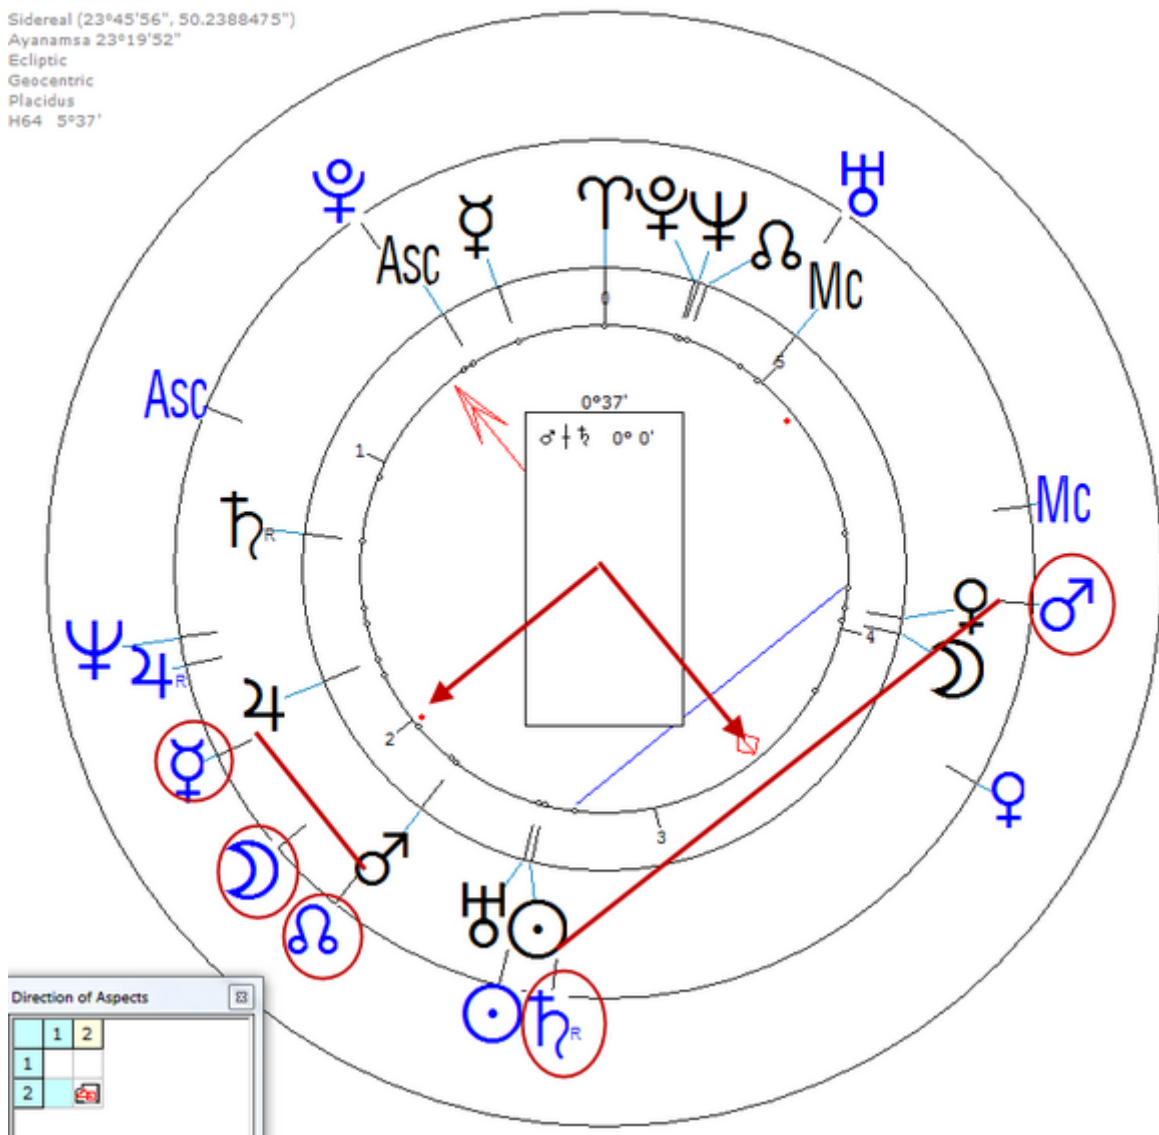 Sidereal (23°45'56", 50.2388475")
Ayanamsa 23°19'52"
Ecliptic
Geocentric
Placidus
H64 5°37'
♇ ♅
☿ ♈ ♇ ♆ ☊
Asc Mc
0
5
Asc
0°37'
♂ ┼ ♄ 0° 0'
1
Mc
♄R
♀ ♂
♆ 4
♃R ☽
♃
2
☿ ♀
3
☽ ♂
☊ ♅ ☉
☉ ♄R
Direction of Aspects
1 2
1
2